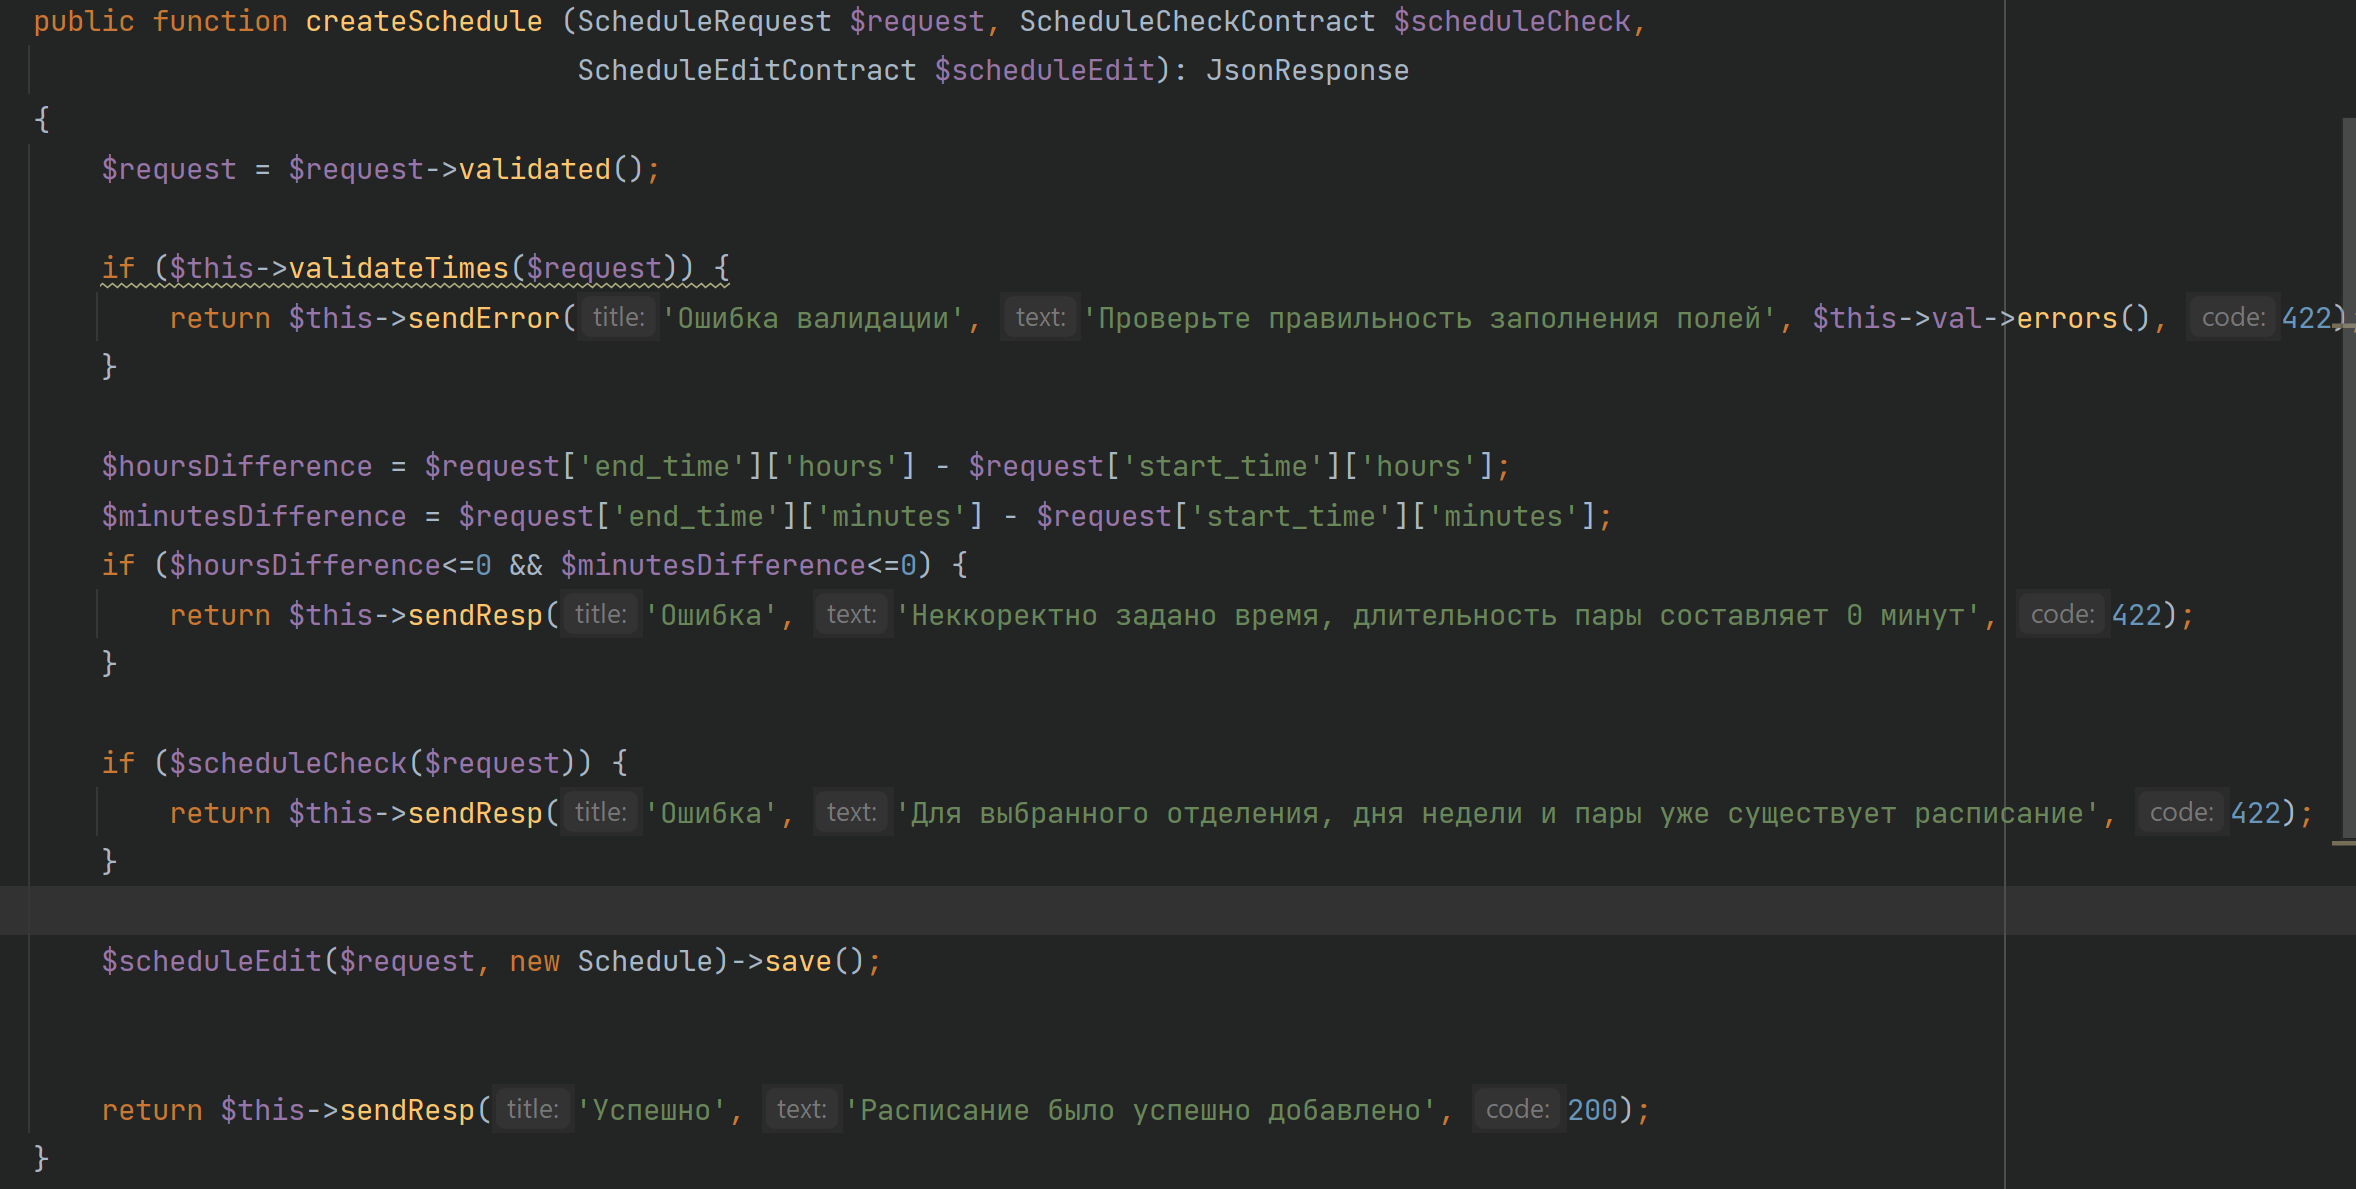 public function createSchedule (ScheduleRequest $request, ScheduleCheckContract $scheduleCheck,
ScheduleEditContract $scheduleEdit): JsonResponse
{
$request = $request->validated();
if ($this->validateTimes($request)) {
return $this->sendError( title: 'Ошибка валидации', text: 'Проверьте правильность заполнения полей', $this->val->errors(), code: 422);
}
$hoursDifference = $request['end_time']['hours'] - $request['start_time']['hours'];
$minutesDifference = $request['end_time']['minutes'] - $request['start_time']['minutes'];
if ($hoursDifference<=0 && $minutesDifference<=0) {
return $this->sendResp( title: 'Ошибка', text: 'Неккоректно задано время, длительность пары составляет 0 минут', code: 422);
}
if ($scheduleCheck($request)) {
return $this->sendResp( title: 'Ошибка', text: 'Для выбранного отделения, дня недели и пары уже существует расписание', code: 422);
}
$scheduleEdit($request, new Schedule)->save();
return $this->sendResp( title: 'Успешно', text: 'Расписание было успешно добавлено', code: 200);
}